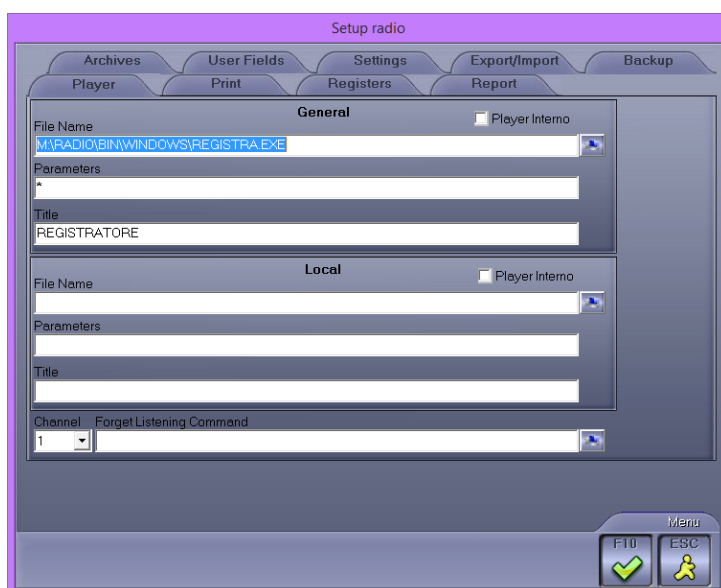 Setup radio
Archives User Fields Settings Export/Import Backup
Player Print Registers Report
General
Player Interno
File Name
M:\RADIO\BIN\WINDOWS\REGISTRA.EXE
Parameters
*
Title
REGISTRATORE
Local
Player Interno
File Name
Parameters
Title
Channel Forget Listening Command
1
Menu
F10 ESC